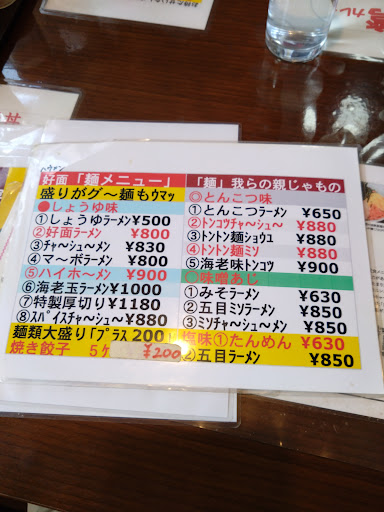 ハウメン
好面「麺メニュー」
盛りがグ〜麺もウマッ
●しょうゆ味
①しょうゆラーメン¥500
②好面ラーメン ¥800
③チャ〜シュ〜メン ¥830
④マ〜ボラーメン ¥800
⑤ハイホ〜メン ¥900
⑥海老玉ラーメン¥1000
⑦特製厚切り¥1180
⑧スパイスチャ〜シュ〜¥880
麺類大盛り「プラス200」
焼き餃子 5ケ ¥200
「麺」我らの親じゃもの
◎とんこつ味
①とんこつラーメン ¥650
②トンコツチャ〜シュ〜 ¥880
③トントン麺ショウユ ¥880
④トントン麺ミソ ¥880
⑤海老味トンコツ ¥900
◯味噌あじ
①みそラーメン ¥630
②五目ミソラーメン ¥850
③ミソチャ〜シュ〜メン ¥850
塩味①たんめん ¥630
②五目ラーメン ¥850